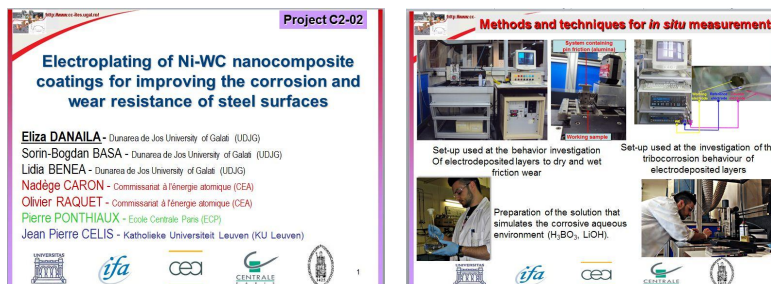 Project C2-02
Electroplating of Ni-WC nanocomposite
coatings for improving the corrosion and
wear resistance of steel surfaces
Eliza DANAILA - Dunarea de Jos University of Galati (UDJG)
Sorin-Bogdan BASA - Dunarea de Jos University of Galati (UDJG)
Lidia BENEA - Dunarea de Jos University of Galati (UDJG)
Nadège CARON - Commissariat à l'énergie atomique (CEA)
Olivier RAQUET - Commissariat à l'énergie atomique (CEA)
Pierre PONTHIAUX - Ecole Centrale Paris (ECP)
Jean Pierre CELIS - Katholieke Universiteit Leuven (KU Leuven)
UNIVERSITAS
ifa
cea
CENTRALE
1
Methods and techniques for in situ measurement
System containing
pin friction (alumina)
Working sample
Set-up used at the behavior investigation
Of electrodeposited layers to dry and wet
friction wear
Set-up used at the investigation of th
tribocorrosion behaviour of
electrodeposited layers
Preparation of the solution that
simulates the corrosive aqueous
environment (H₃BO₃, LiOH).
UNIVERSITAS
ifa
cea
CENTRALE